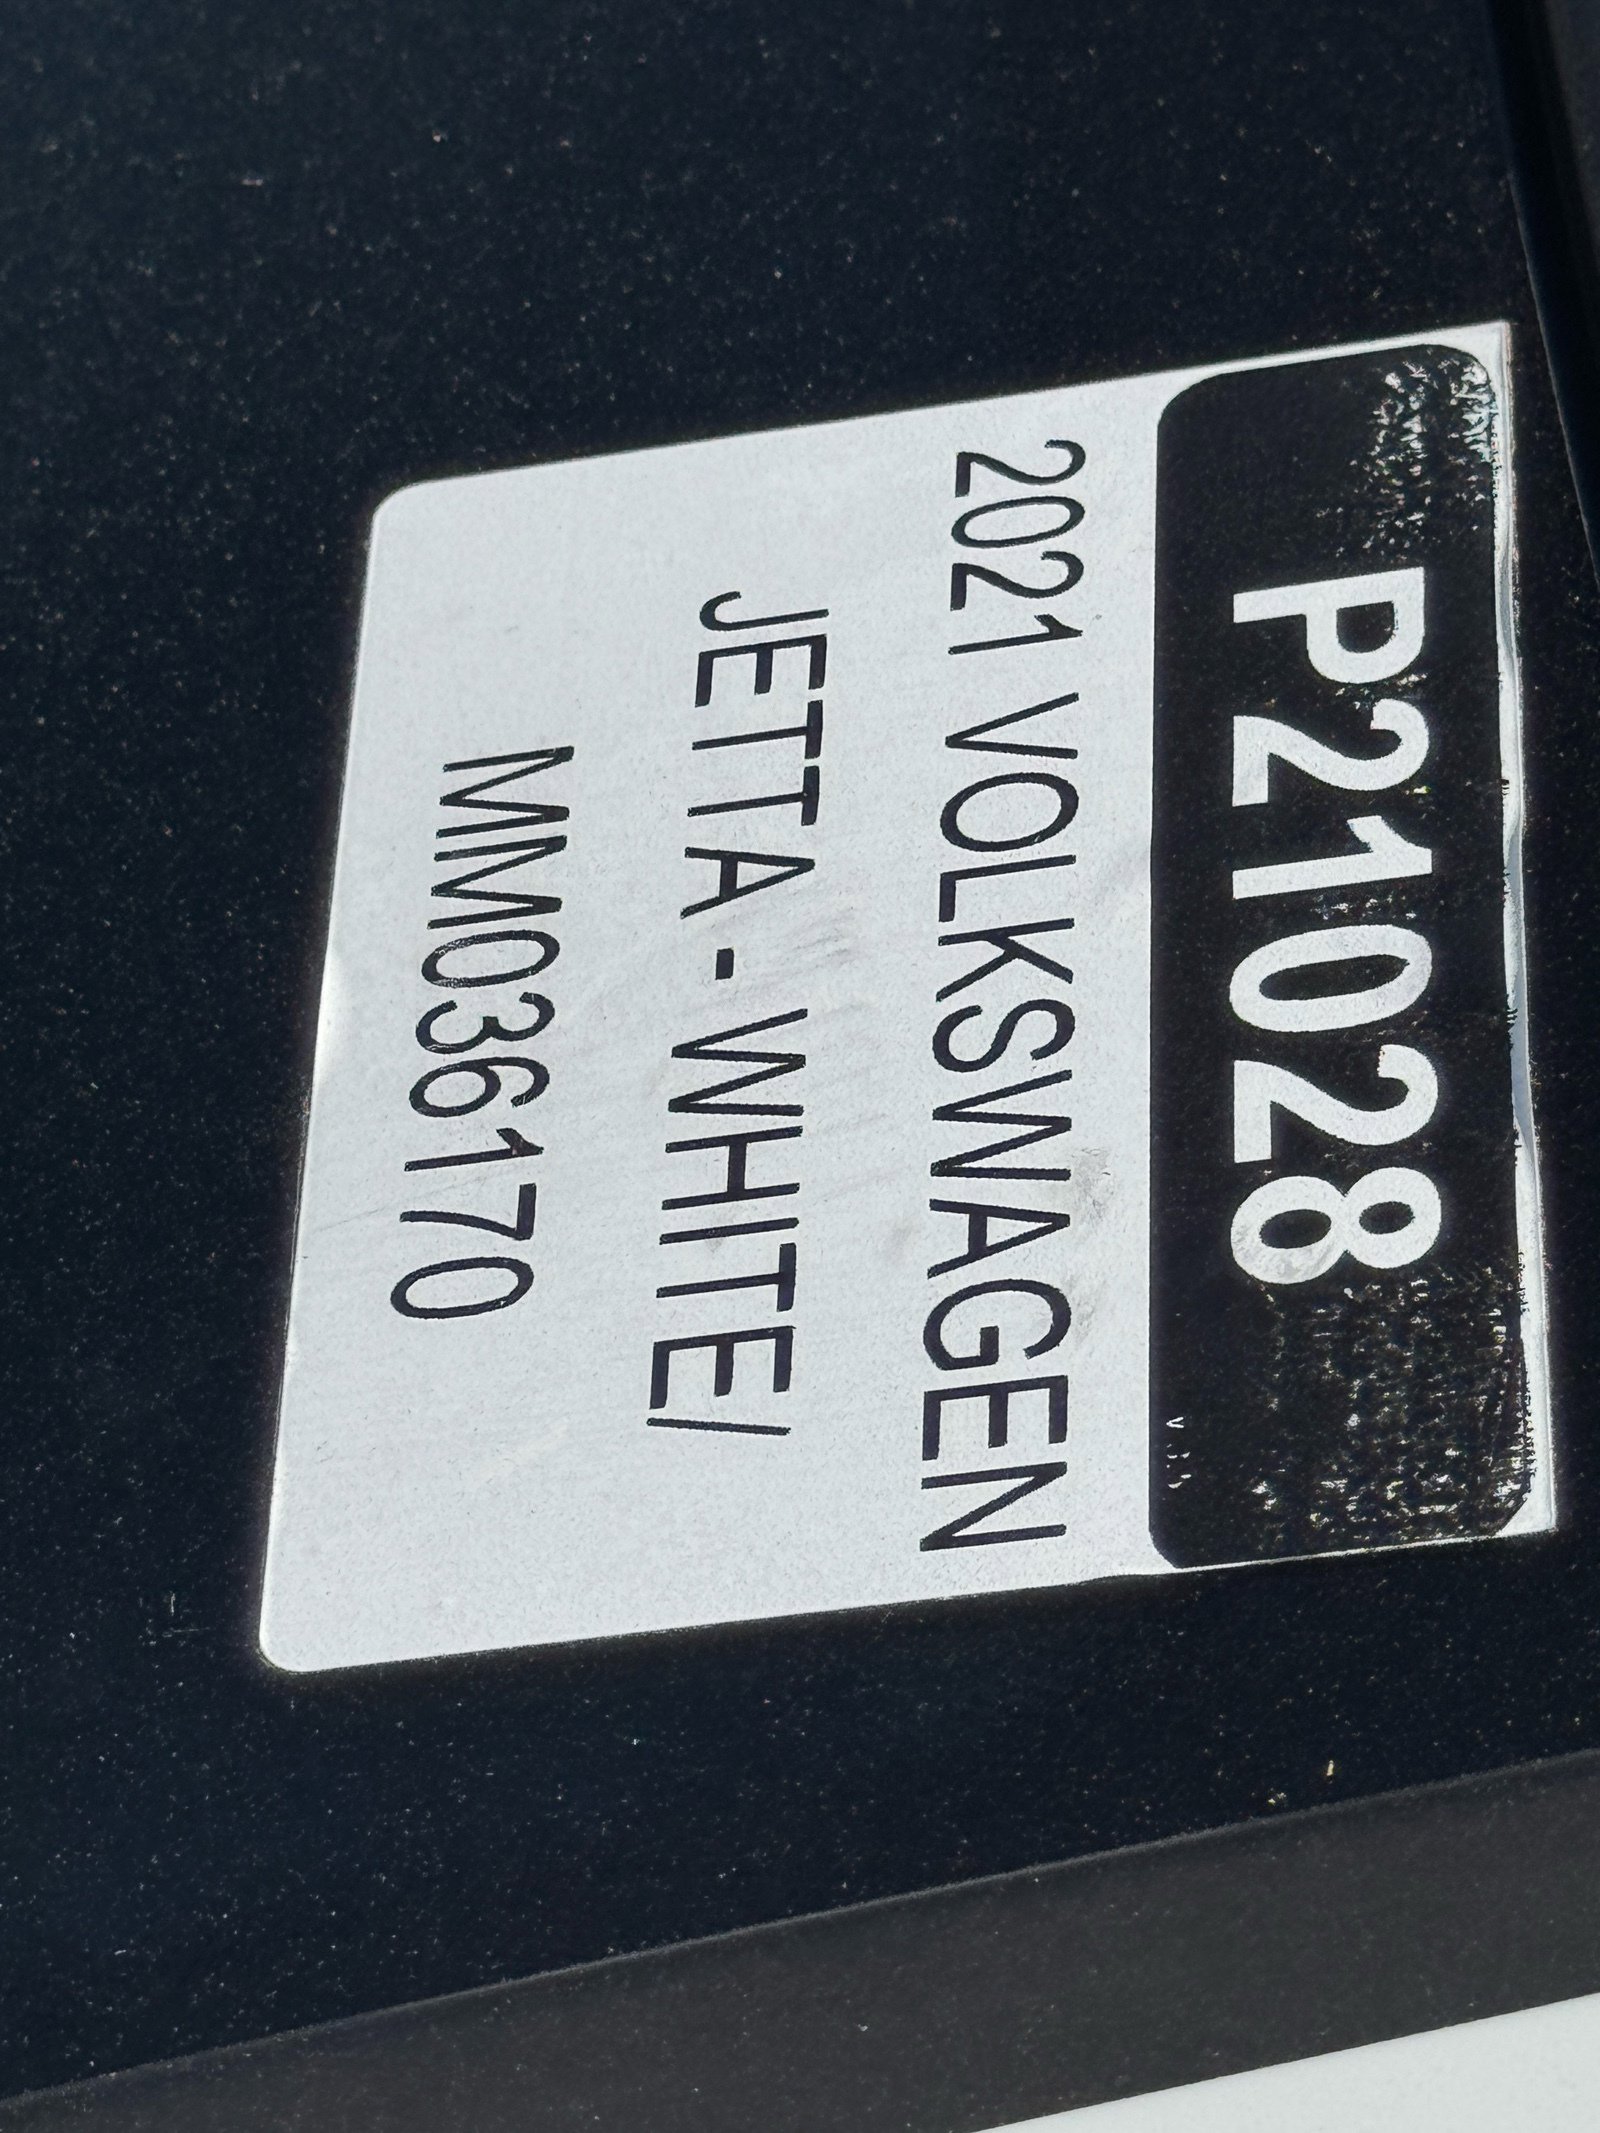 P21028
2021 VOLKSWAGEN
JETTA - WHITE/
MM036170